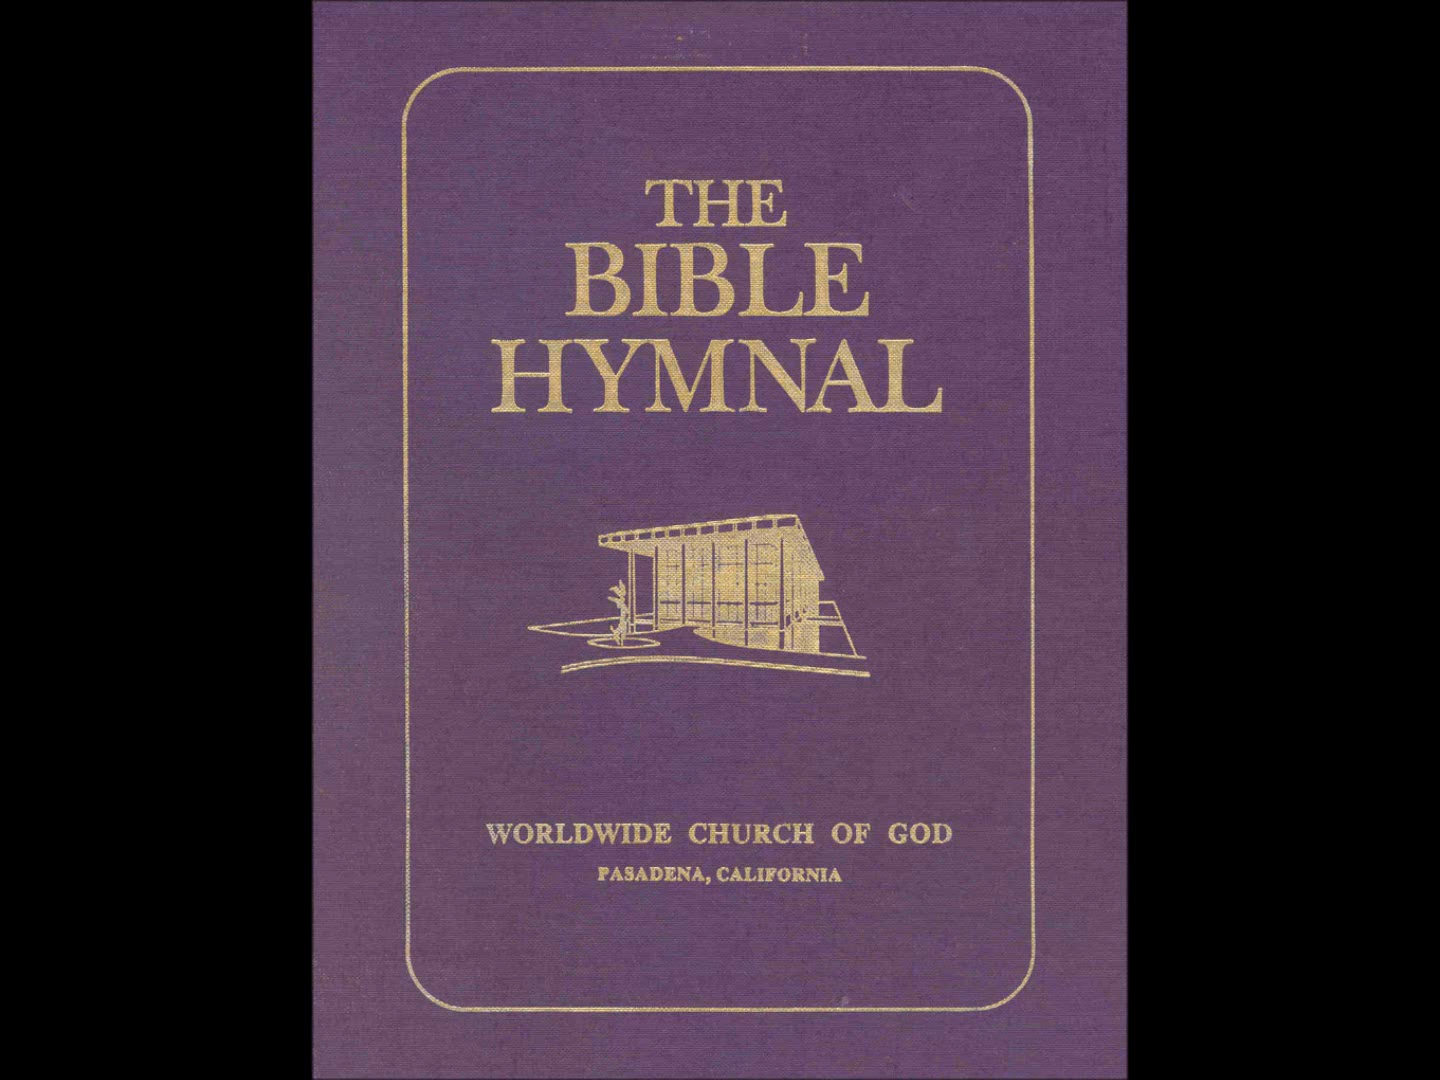 THE
BIBLE
HYMNAL
WORLDWIDE CHURCH OF GOD
PASADENA, CALIFORNIA